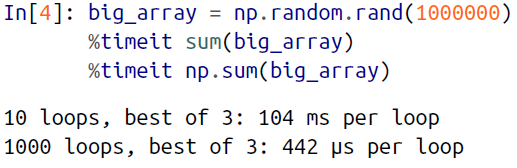 In[4]: big_array = np.random.rand(1000000)
%timeit sum(big_array)
%timeit np.sum(big_array)
10 loops, best of 3: 104 ms per loop
1000 loops, best of 3: 442 µs per loop